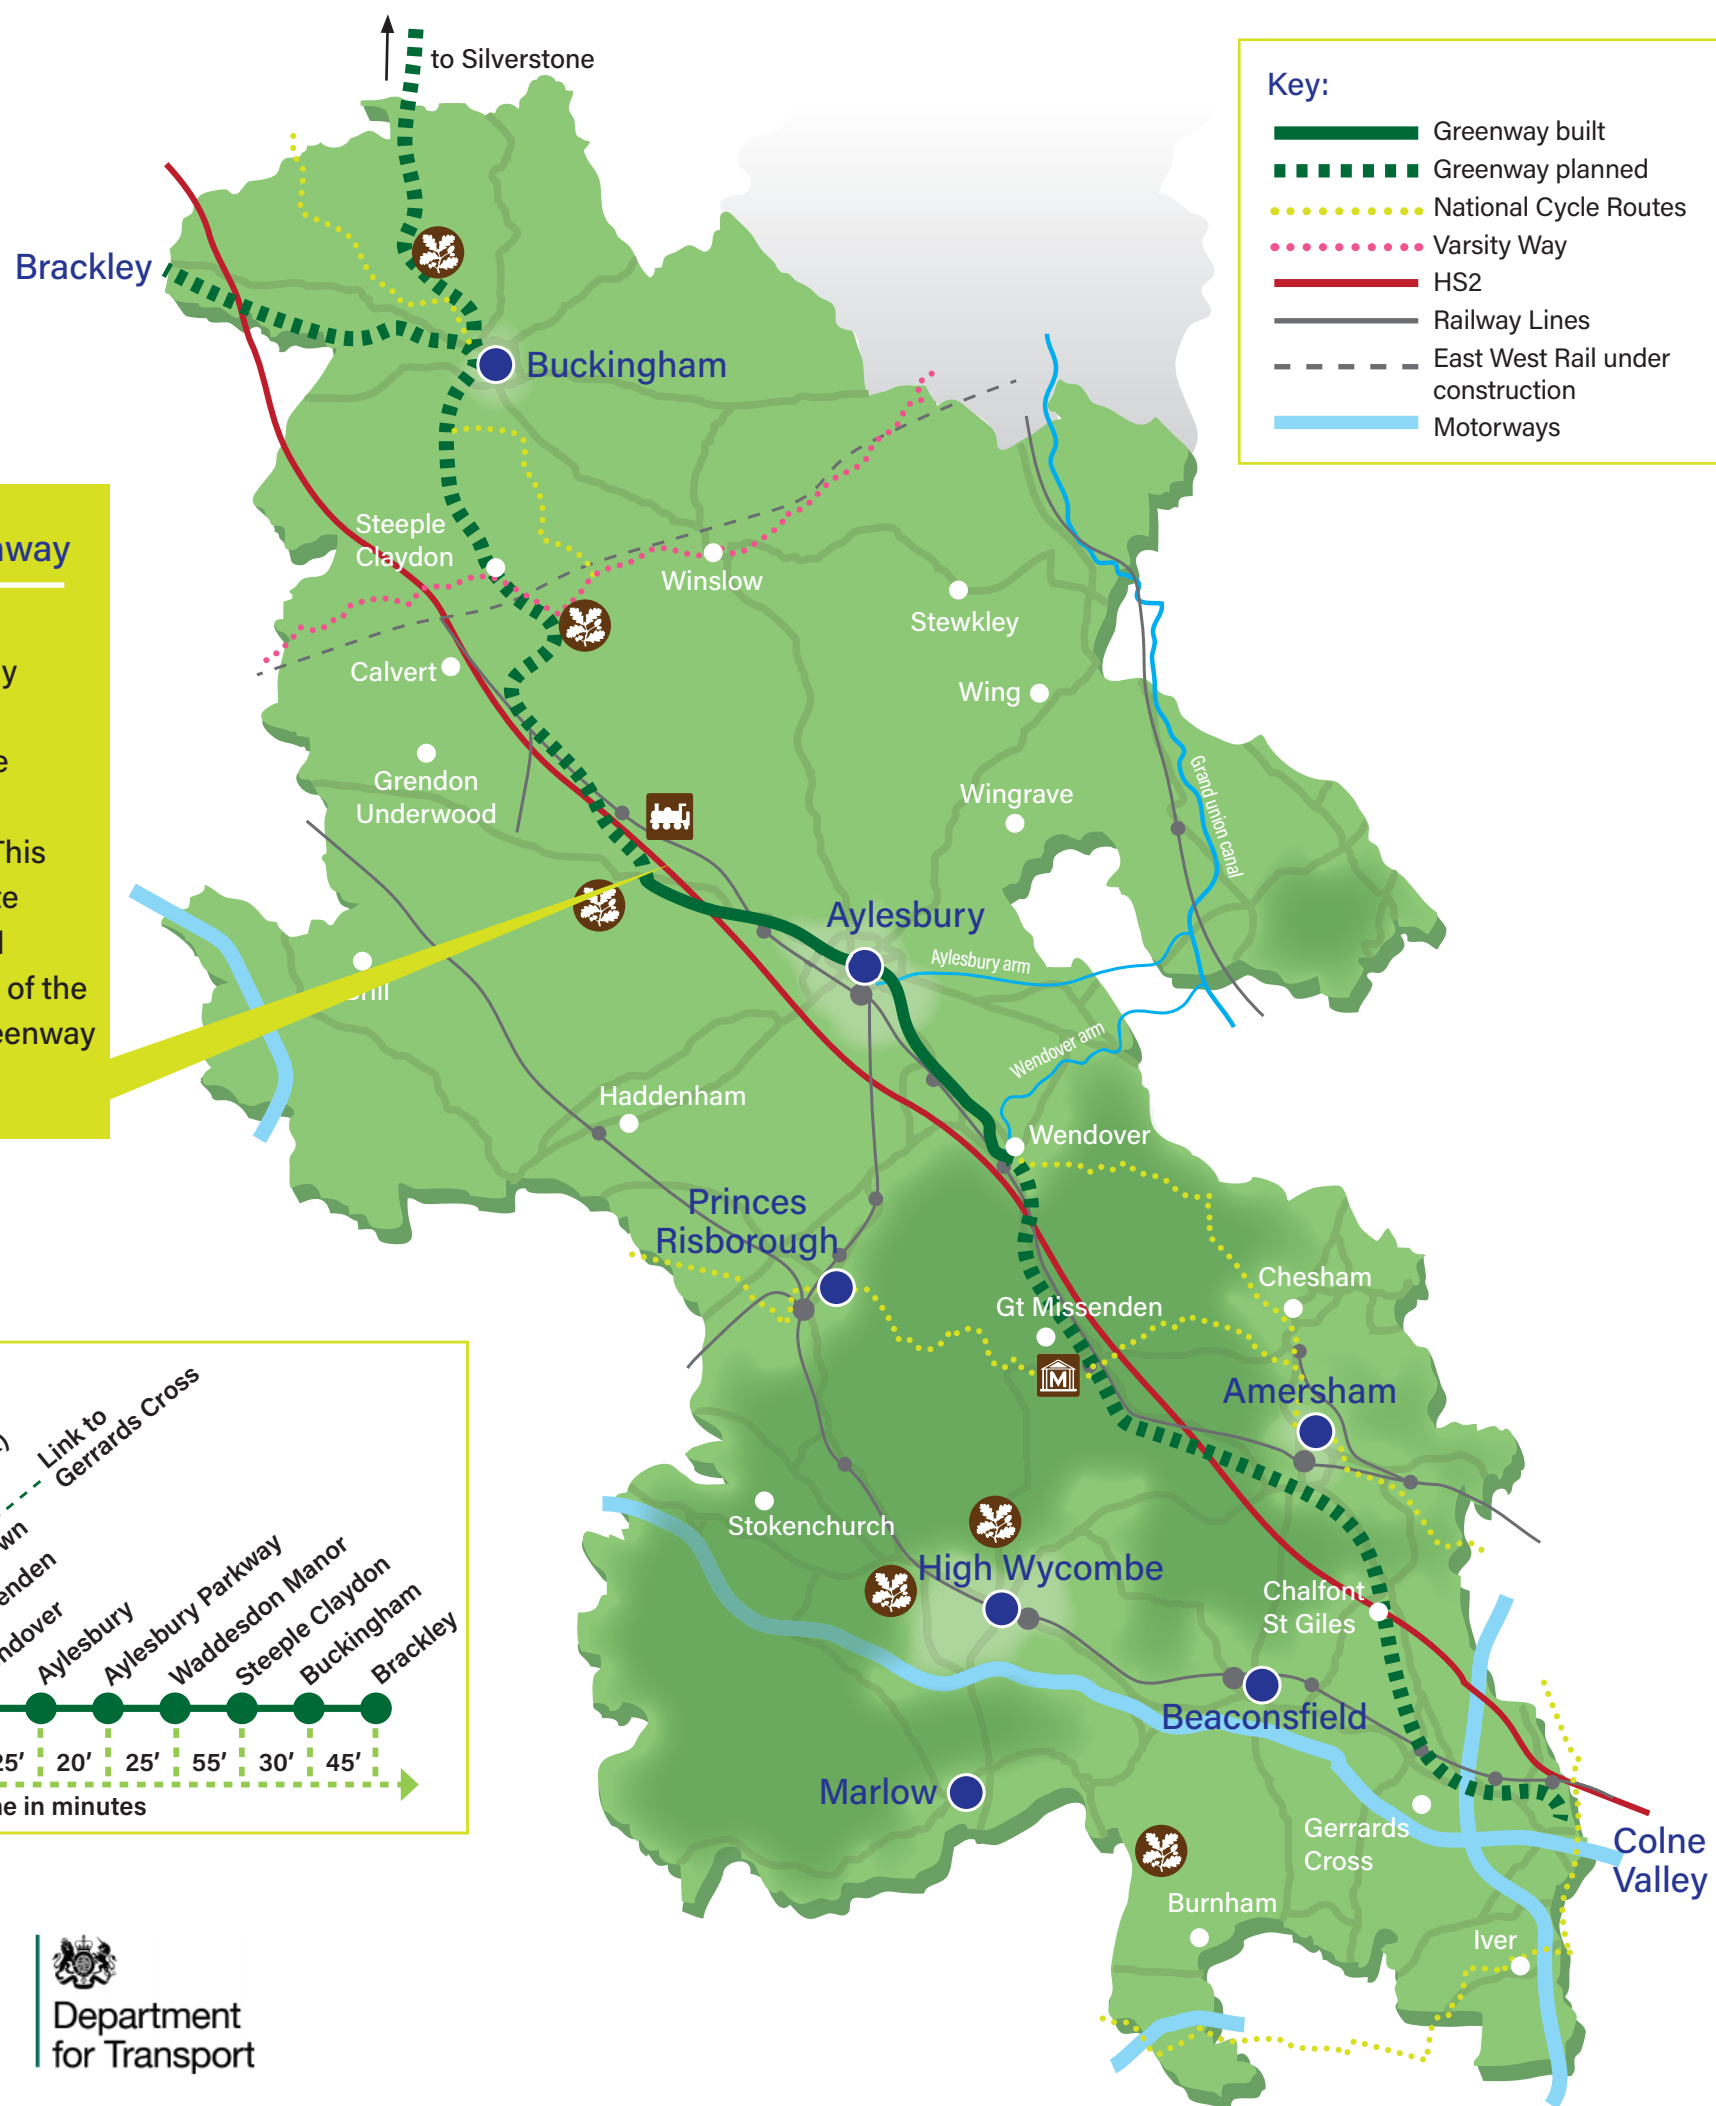 to Silverstone
Key:
Greenway built
Greenway planned
National Cycle Routes
Varsity Way
HS2
Railway Lines
East West Rail under
construction
Motorways
Brackley
Buckingham
Steeple
Claydon
Winslow
Stewkley
Calvert
Wing
Grendon
Underwood
Wingrave
Grand union canal
Aylesbury
Aylesbury arm
Wendover arm
Haddenham
Wendover
Princes
Risborough
Gt Missenden
Chesham
M
Amersham
Stokenchurch
High Wycombe
Chalfont
St Giles
Beaconsfield
Marlow
Gerrards
Cross
Colne
Valley
Burnham
Iver
This
of the
Link to
Gerrards Cross
Aylesbury
Aylesbury Parkway
Waddesdon Manor
Steeple Claydon
Buckingham
Brackley
25′ 20′ 25′ 55′ 30′ 45′
in minutes
Department
for Transport